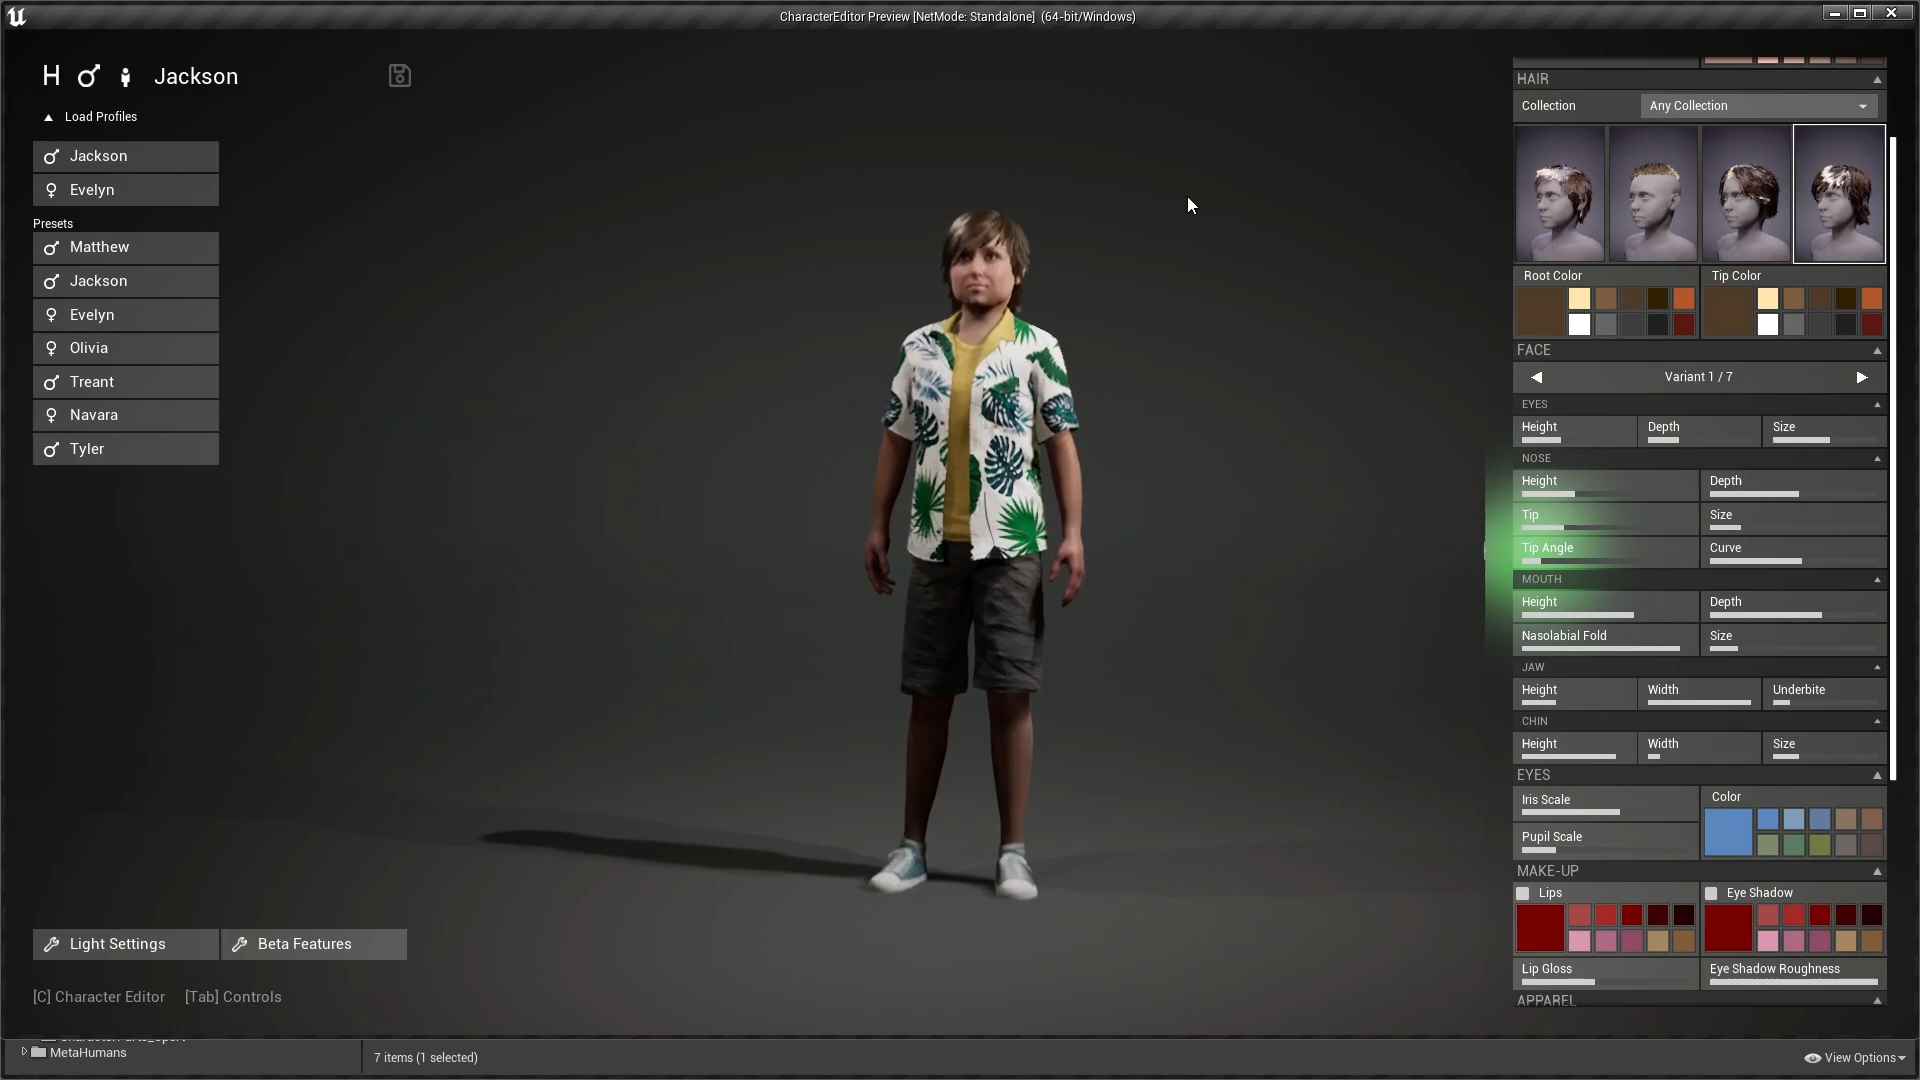 CharacterEditor Preview [NetMode: Standalone] (64-bit/Windows)
H Jackson
Load Profiles
Jackson
Evelyn
Presets
Matthew
Jackson
Evelyn
Olivia
Treant
Navara
Tyler
Light Settings
Beta Features
[C] Character Editor [Tab] Controls
HAIR
Collection Any Collection
Root Color Tip Color
FACE
Variant 1 / 7
EYES
Height Depth Size
NOSE
Height Depth
Tip Size
Tip Angle Curve
MOUTH
Height Depth
Nasolabial Fold Size
JAW
Height Width Underbite
CHIN
Height Width Size
EYES
Iris Scale Color
Pupil Scale
MAKE-UP
Lips Eye Shadow
Lip Gloss Eye Shadow Roughness
APPAREL
MetaHumans
7 items (1 selected)
View Options